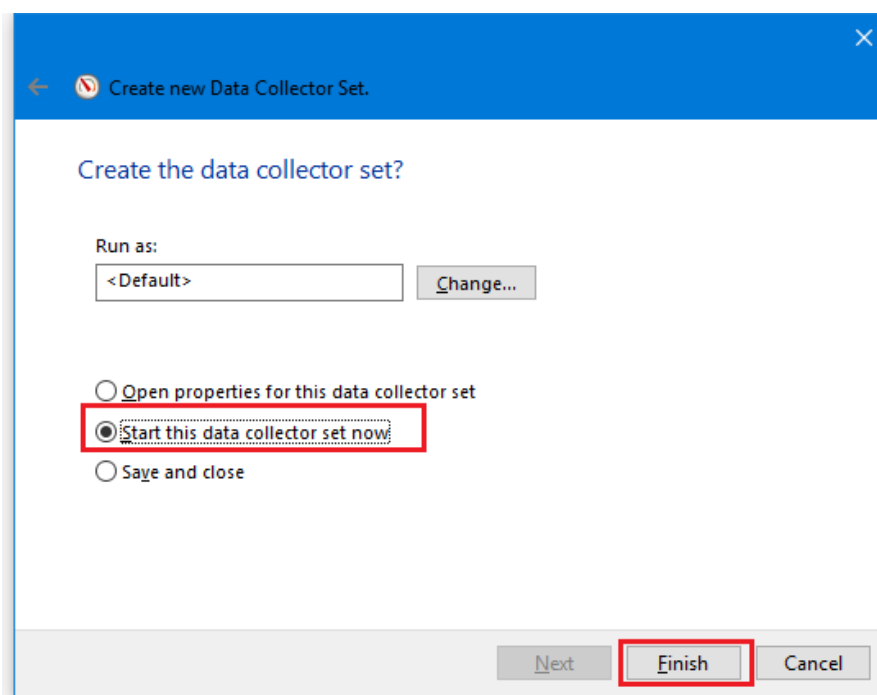 Create new Data Collector Set.
Create the data collector set?
Run as:
<Default>
Change...
Open properties for this data collector set
Start this data collector set now
Save and close
Next
Finish
Cancel